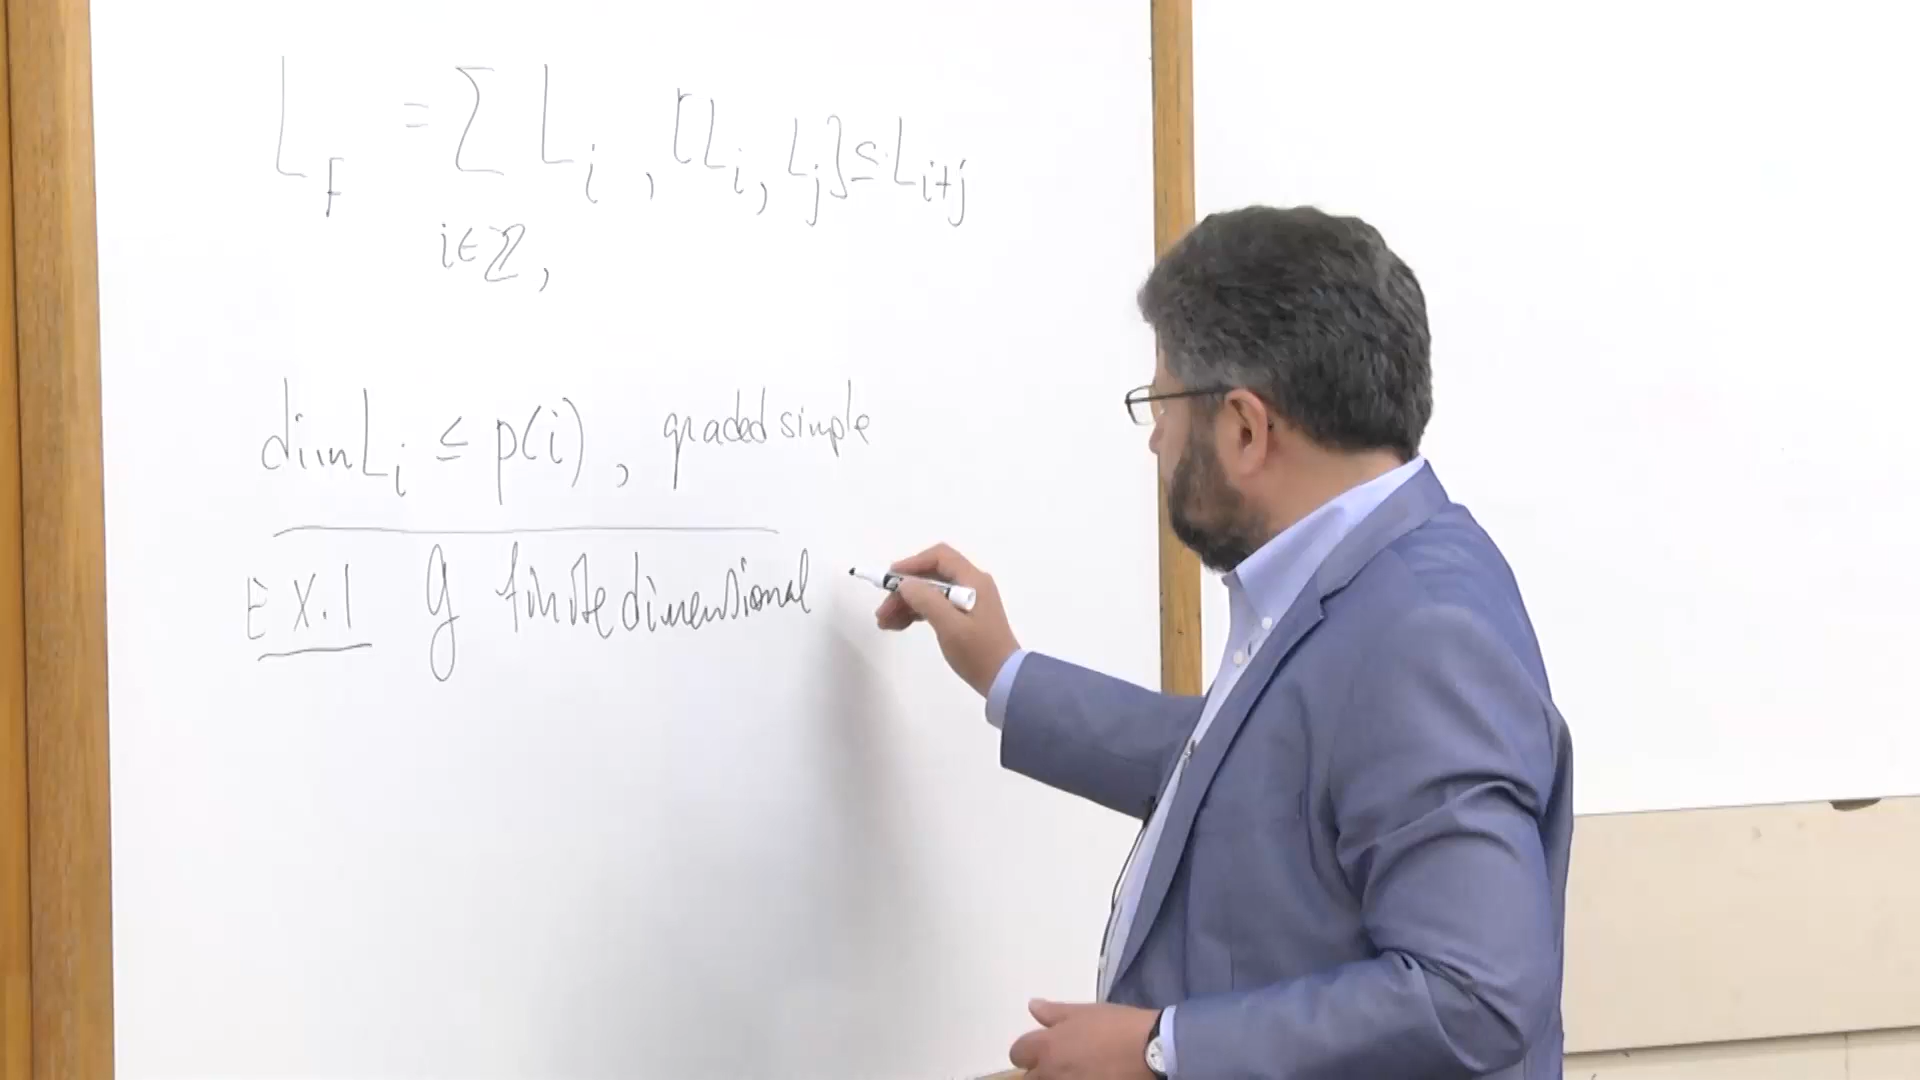 L_F = ∑ L_i , [L_i, L_j] ⊆ L_{i+j}
i∈ℤ,
dim L_i ≤ p(i), graded simple
EX.1 g finite dimensional